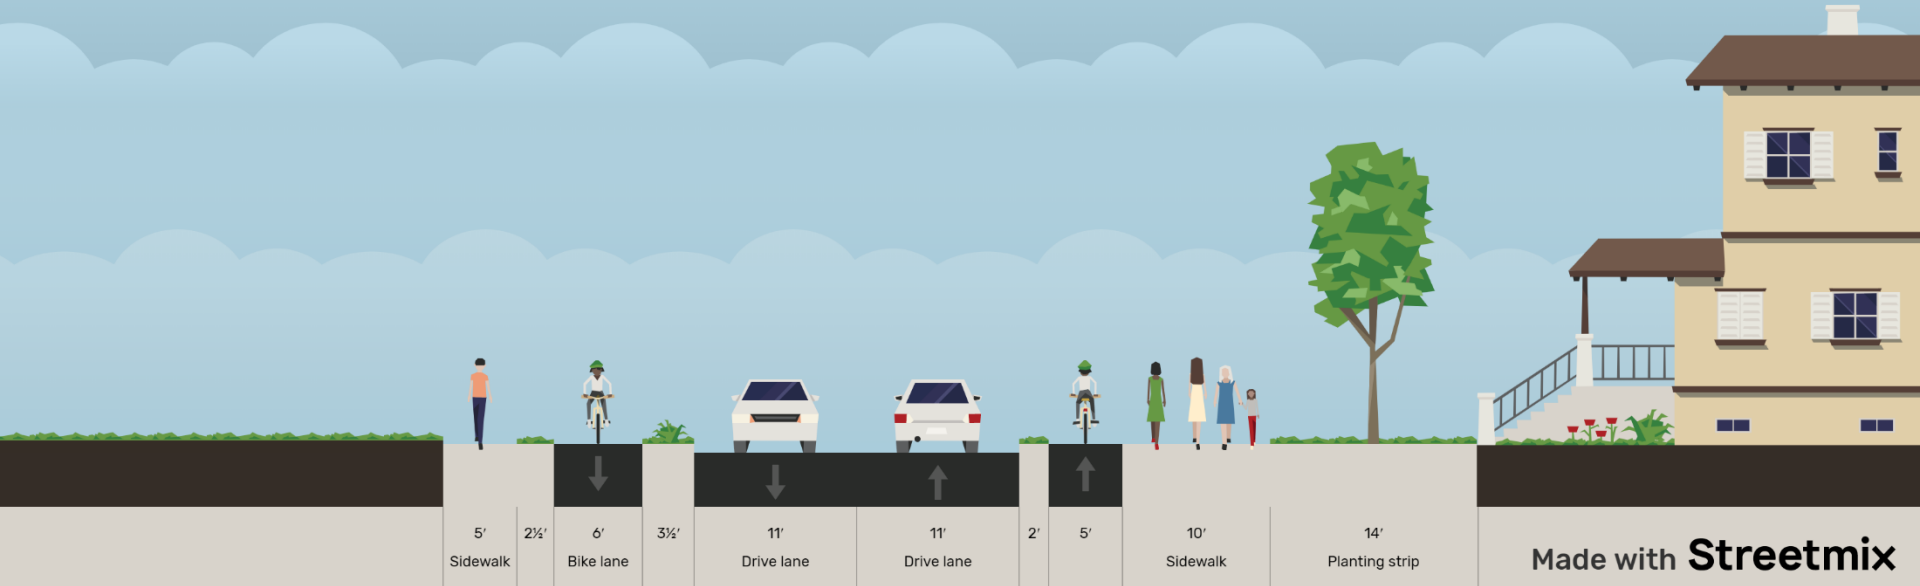 5′
2½′
6′
3½′
11′
11′
2′
5′
10′
14′
Sidewalk
Bike lane
Drive lane
Drive lane
Sidewalk
Planting strip
Made with Streetmix